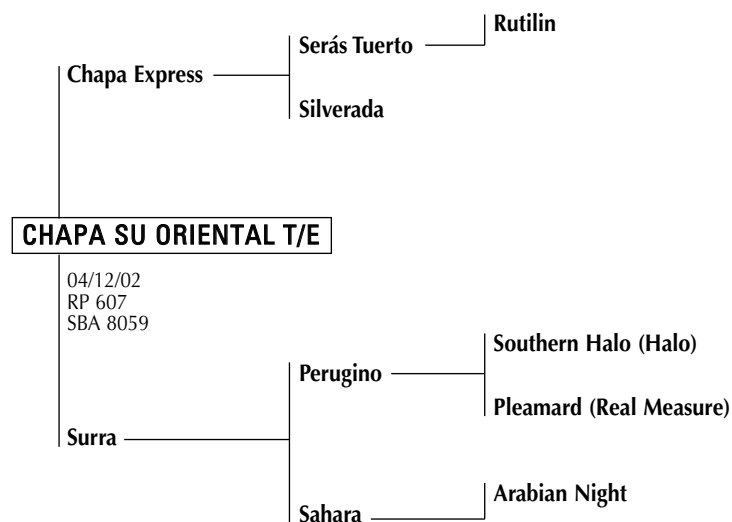 Rutilin
Serás Tuerto
Chapa Express
Silverada
CHAPA SU ORIENTAL T/E
04/12/02
RP 607
SBA 8059
Southern Halo (Halo)
Perugino
Pleamard (Real Measure)
Surra
Arabian Night
Sahara